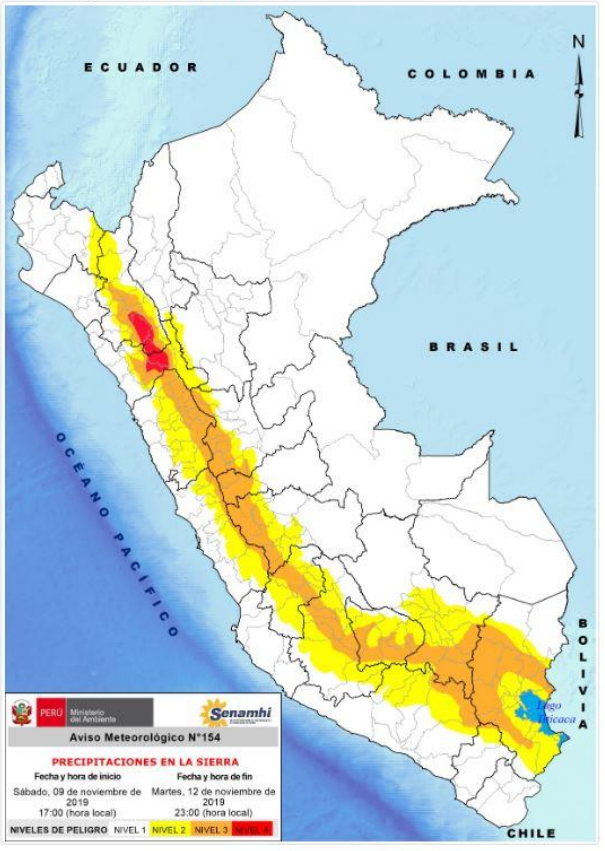 ECUADOR
COLOMBIA
N
BRASIL
OCÉANO PACÍFICO
BOLIVIA
Lago
Titicaca
CHILE
PERÚ
Ministerio
del Ambiente
Senamhi
Aviso Meteorológico N°154
PRECIPITACIONES EN LA SIERRA
Fecha y hora de inicio
Fecha y hora de fin
Sábado, 09 de noviembre de
2019
17:00 (hora local)
Martes, 12 de noviembre de
2019
23:00 (hora local)
NIVELES DE PELIGRO NIVEL 1 NIVEL 2 NIVEL 3 NIVEL 4